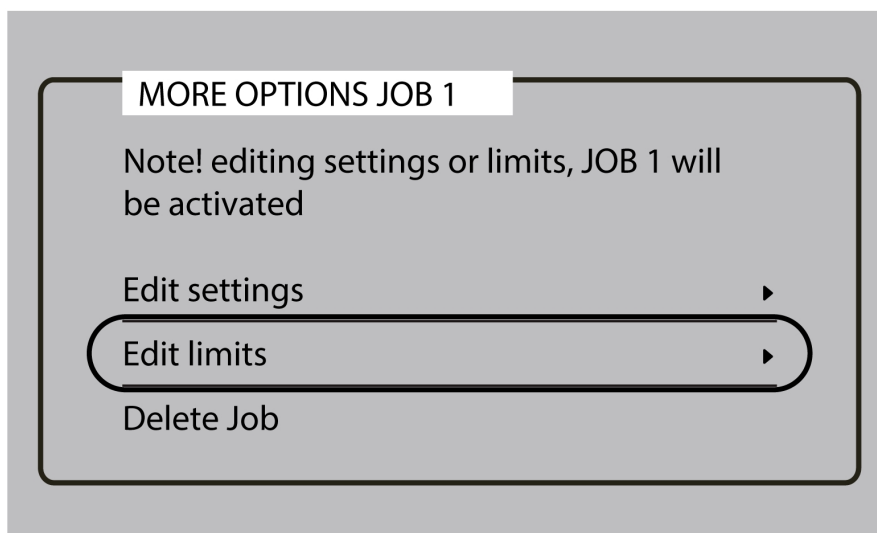 MORE OPTIONS JOB 1
Note! editing settings or limits, JOB 1 will
be activated
Edit settings
Edit limits
Delete Job